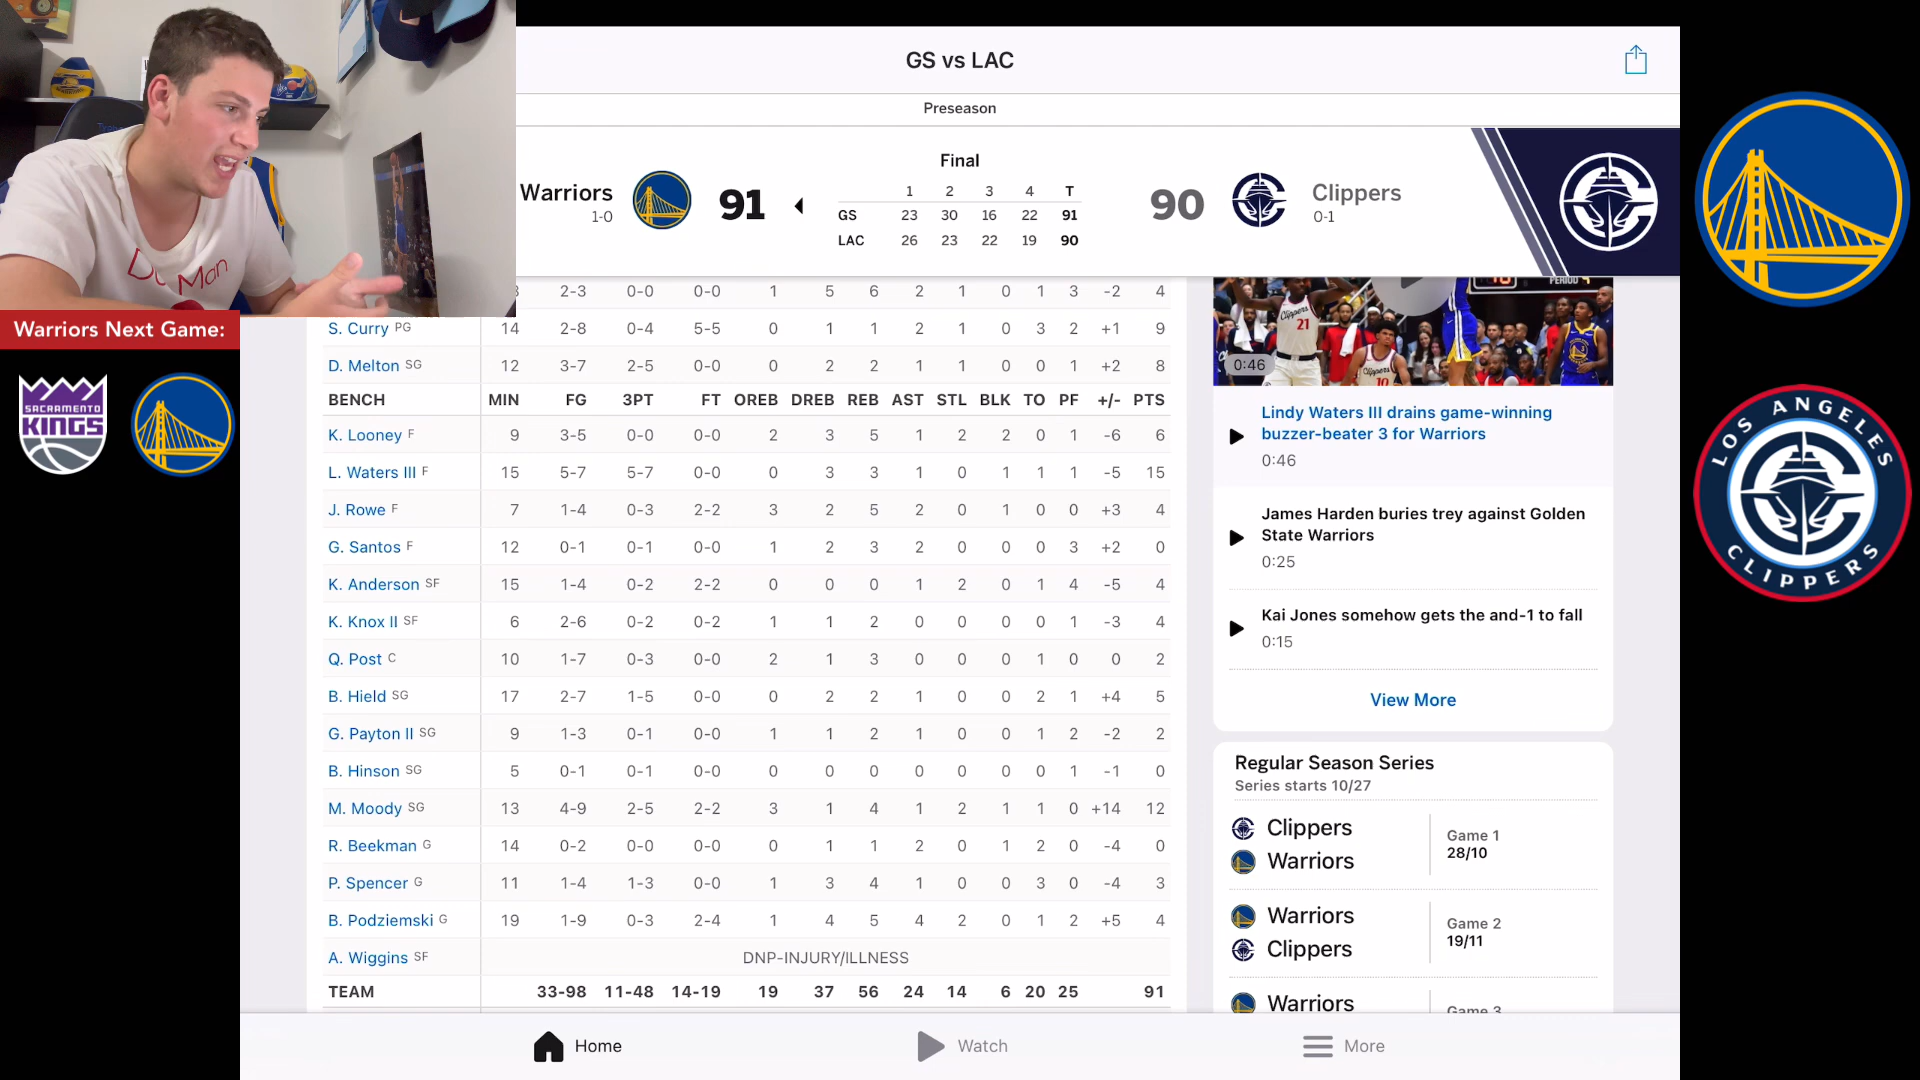 GS vs LAC
Preseason
Warriors
1-0
91
Final
1 2 3 4 T
GS 23 30 16 22 91
LAC 26 23 22 19 90
90
Clippers
0-1
Warriors Next Game:
SACRAMENTO
KINGS
2-3 0-0 0-0 1 5 6 2 1 0 1 3 -2 4
S. Curry PG 14 2-8 0-4 5-5 0 1 1 2 1 0 3 2 +1 9
D. Melton SG 12 3-7 2-5 0-0 0 2 2 1 1 0 0 1 +2 8
BENCH MIN FG 3PT FT OREB DREB REB AST STL BLK TO PF +/- PTS
K. Looney F 9 3-5 0-0 0-0 2 3 5 1 2 2 0 1 -6 6
L. Waters III F 15 5-7 5-7 0-0 0 3 3 1 0 1 1 1 -5 15
J. Rowe F 7 1-4 0-3 2-2 3 2 5 2 0 1 0 0 +3 4
G. Santos F 12 0-1 0-1 0-0 1 2 3 2 0 0 0 3 +2 0
K. Anderson SF 15 1-4 0-2 2-2 0 0 0 1 2 0 1 4 -5 4
K. Knox II SF 6 2-6 0-2 0-2 1 1 2 0 0 0 0 1 -3 4
Q. Post C 10 1-7 0-3 0-0 2 1 3 0 0 0 1 0 0 2
B. Hield SG 17 2-7 1-5 0-0 0 2 2 1 0 0 2 1 +4 5
G. Payton II SG 9 1-3 0-1 0-0 1 1 2 1 0 0 1 2 -2 2
B. Hinson SG 5 0-1 0-1 0-0 0 0 0 0 0 0 0 1 -1 0
M. Moody SG 13 4-9 2-5 2-2 3 1 4 1 2 1 1 0 +14 12
R. Beekman G 14 0-2 0-0 0-0 0 1 1 2 0 1 2 0 -4 0
P. Spencer G 11 1-4 1-3 0-0 1 3 4 1 0 0 3 0 -4 3
B. Podziemski G 19 1-9 0-3 2-4 1 4 5 4 2 0 1 2 +5 4
A. Wiggins SF DNP-INJURY/ILLNESS
TEAM 33-98 11-48 14-19 19 37 56 24 14 6 20 25 91
Clippers
21
Clippers
10
PERIOD
0:46
Lindy Waters III drains game-winning
buzzer-beater 3 for Warriors
0:46
James Harden buries trey against Golden
State Warriors
0:25
Kai Jones somehow gets the and-1 to fall
0:15
View More
Regular Season Series
Series starts 10/27
Clippers
Warriors
Game 1
28/10
Warriors
Clippers
Game 2
19/11
Warriors
Game 3
Home
Watch
More
LOS ANGELES
CLIPPERS